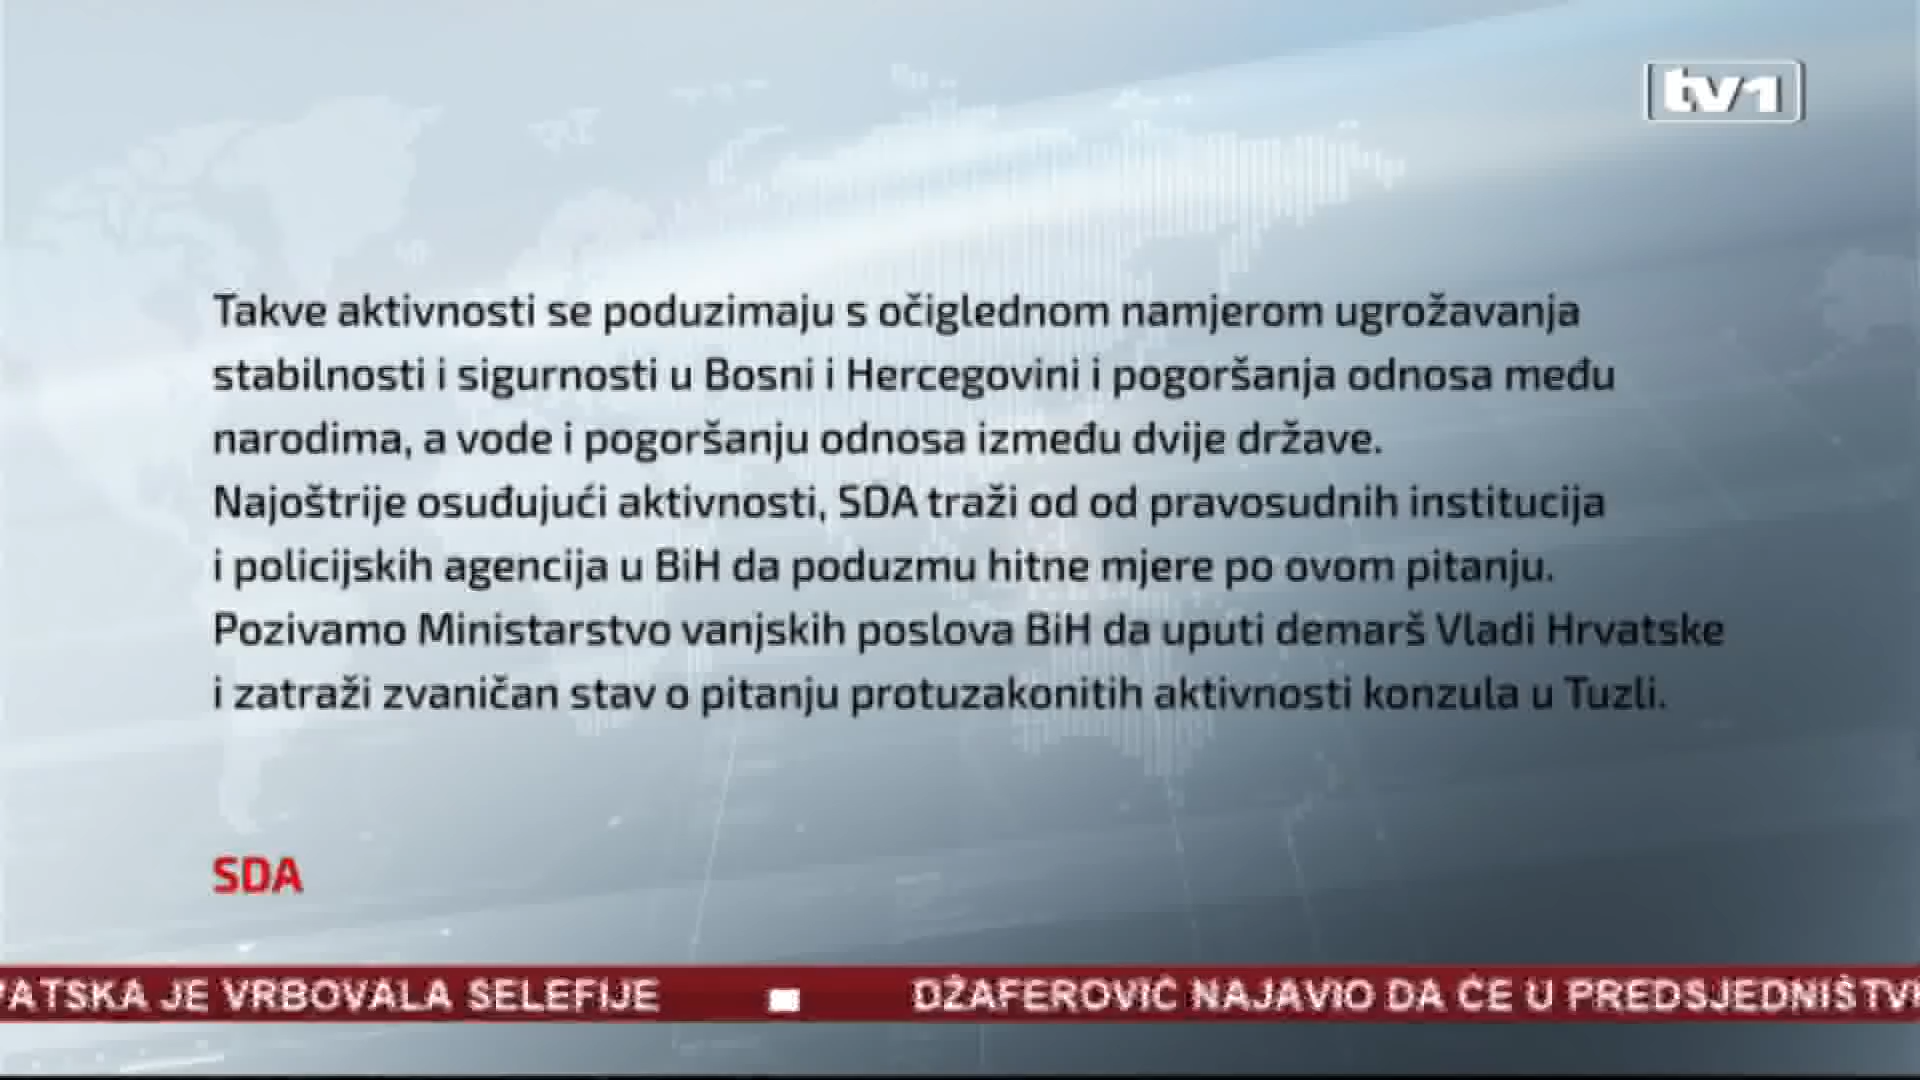 tv1
Takve aktivnosti se poduzimaju s očiglednom namjerom ugrožavanja
stabilnosti i sigurnosti u Bosni i Hercegovini i pogoršanja odnosa među
narodima, a vode i pogoršanju odnosa između dvije države.
Najoštrije osuđujući aktivnosti, SDA traži od od pravosudnih institucija
i policijskih agencija u BiH da poduzmu hitne mjere po ovom pitanju.
Pozivamo Ministarstvo vanjskih poslova BiH da uputi demarš Vladi Hrvatske
i zatraži zvaničan stav o pitanju protuzakonitih aktivnosti konzula u Tuzli.
SDA
JE VRBOVALA SELEFIJE ■ DŽAFEROVIĆ NAJAVIO DA ĆE U